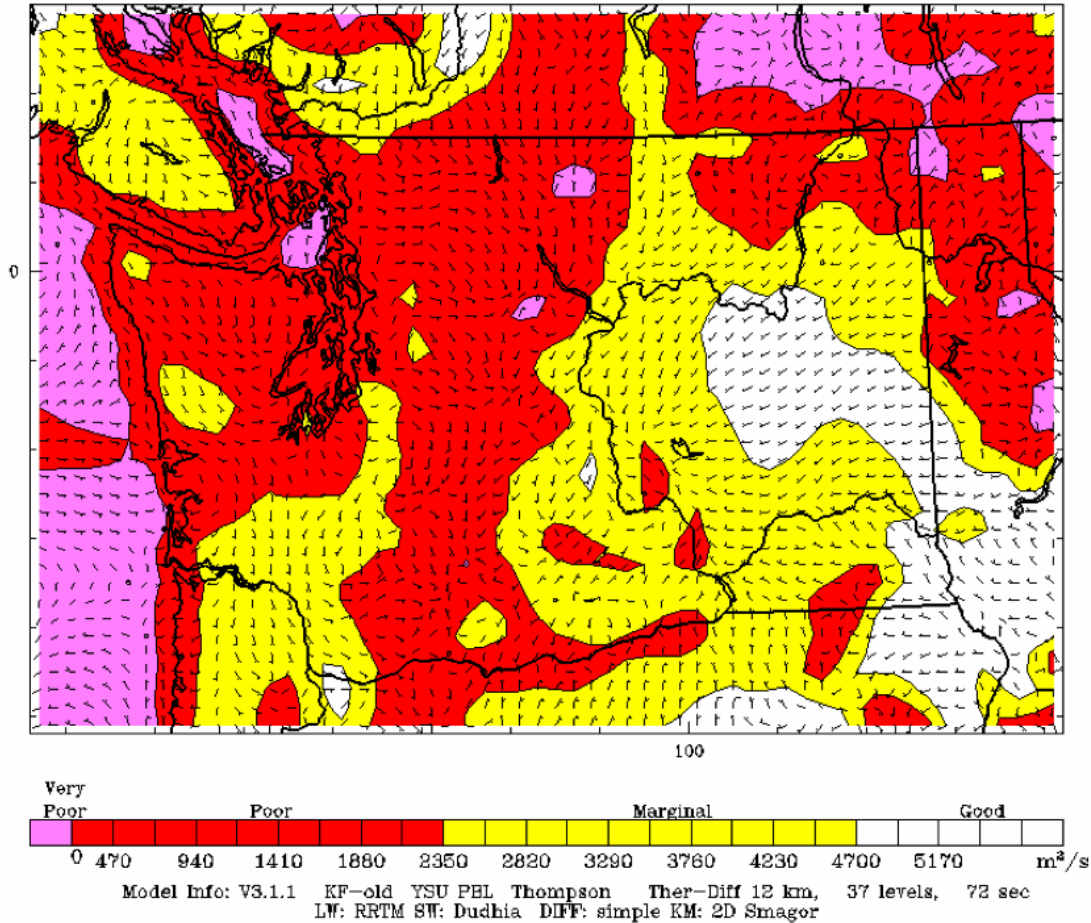 0
100
Very
Poor Poor Marginal Good
0 470 940 1410 1880 2350 2820 3290 3760 4230 4700 5170 m²/s
Model Info: V3.1.1 KF-old YSU PBL Thompson Ther-Diff 12 km, 37 levels, 72 sec
LW: RRTM SW: Dudhia DIFF: simple KM: 2D Smagor